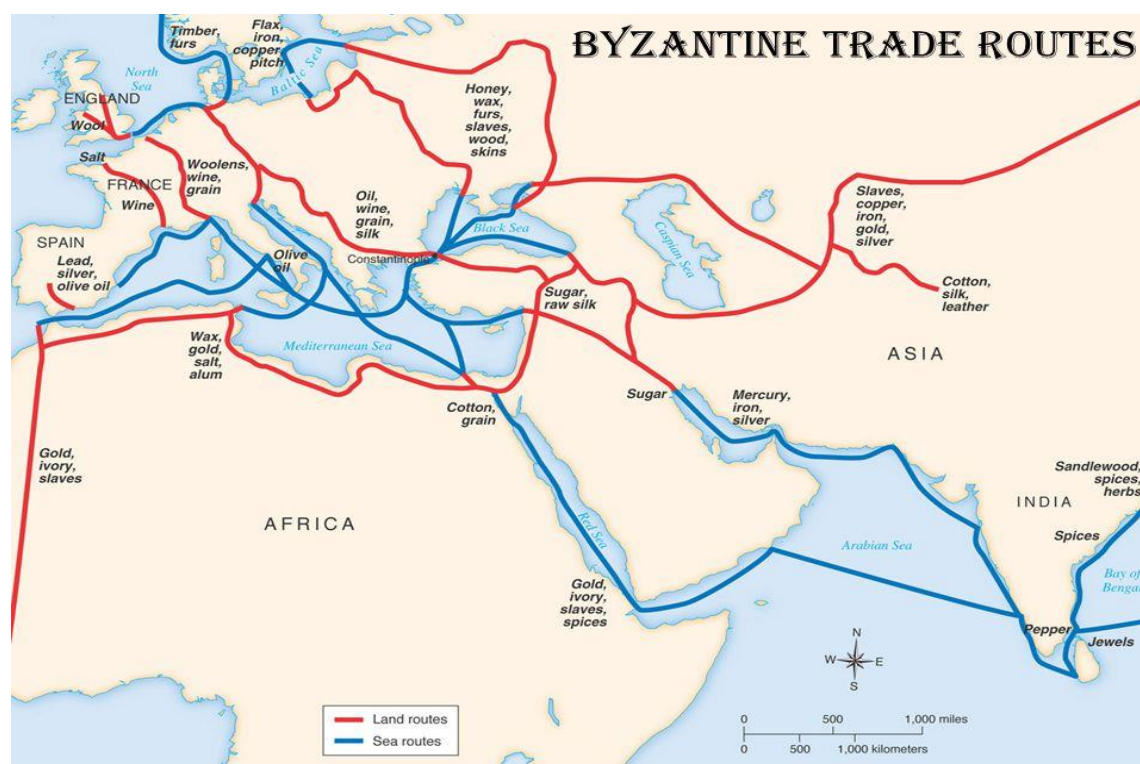 BYZANTINE TRADE ROUTES
Timber,
furs
Flax,
iron,
copper,
pitch
North
Sea
Baltic Sea
ENGLAND
Wool
Honey,
wax,
furs,
slaves,
wood,
skins
Salt
FRANCE
Wine
Woolens,
wine,
grain
Oil,
wine,
grain,
silk
Slaves,
copper,
iron,
gold,
silver
SPAIN
Lead,
silver,
olive oil
Olive
oil
Constantinople
Black Sea
Caspian Sea
Cotton,
silk,
leather
Sugar,
raw silk
Mediterranean Sea
Wax,
gold,
salt,
alum
ASIA
Cotton,
grain
Sugar
Mercury,
iron,
silver
Gold,
ivory,
slaves
Sandlewood,
spices,
herbs
AFRICA
Red Sea
INDIA
Arabian Sea
Spices
Bay of
Bengal
Gold,
ivory,
slaves,
spices
Pepper
Jewels
N
W E
S
Land routes
Sea routes
0 500 1,000 miles
0 500 1,000 kilometers